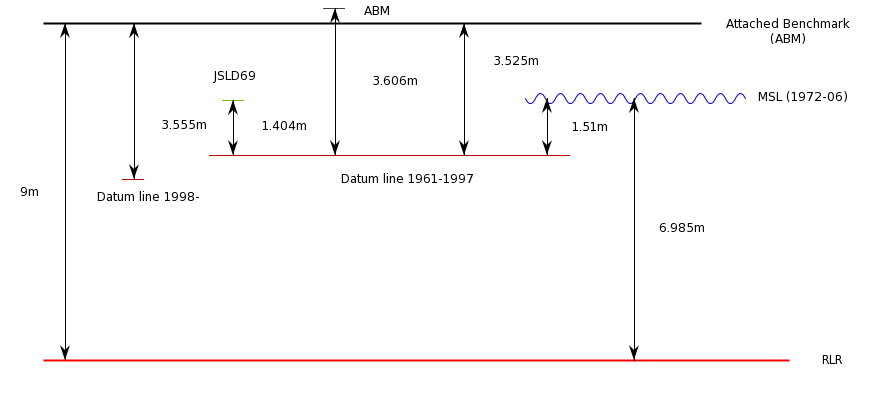 ABM
Attached Benchmark
(ABM)
3.525m
JSLD69
3.606m
MSL (1972-06)
3.555m
1.404m
1.51m
Datum line 1961-1997
9m
Datum line 1998-
6.985m
RLR